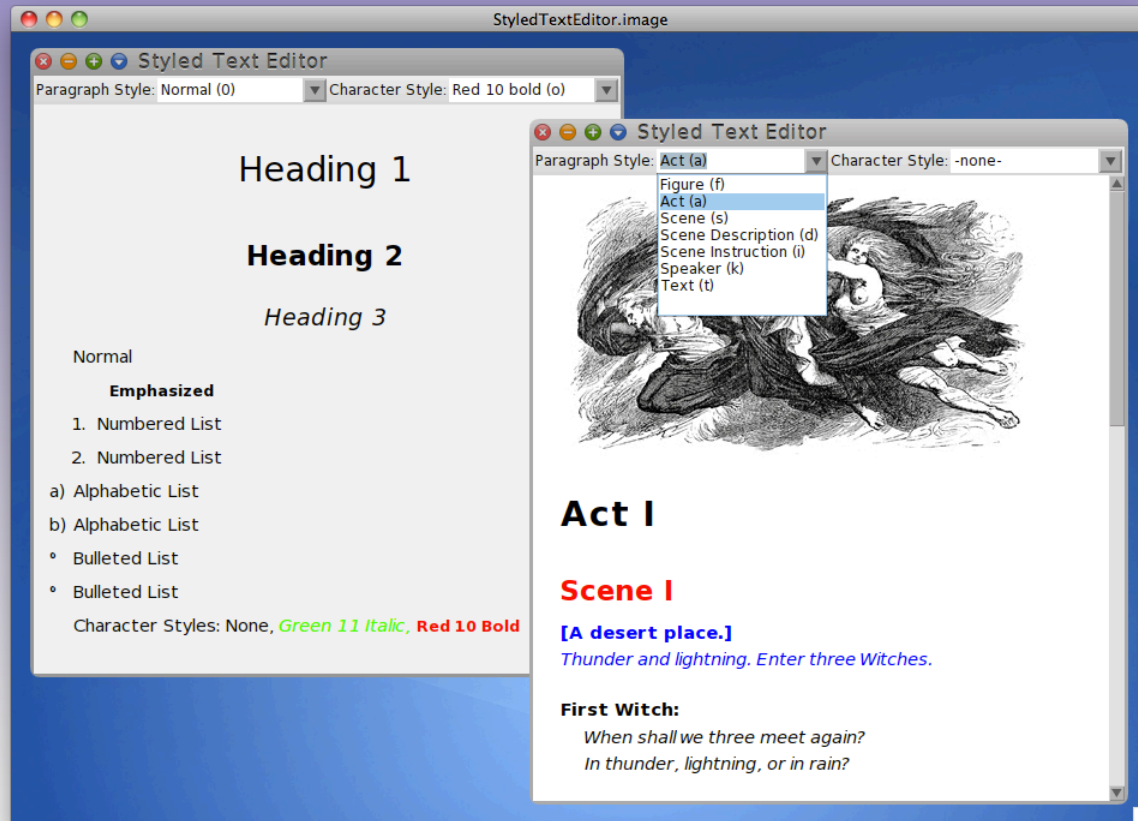 StyledTextEditor.image
Styled Text Editor
Paragraph Style: Normal (0) Character Style: Red 10 bold (o)
Heading 1
Heading 2
Heading 3
Normal
Emphasized
1. Numbered List
2. Numbered List
a) Alphabetic List
b) Alphabetic List
° Bulleted List
° Bulleted List
Character Styles: None, Green 11 Italic, Red 10 Bold
Styled Text Editor
Paragraph Style: Act (a) Character Style: -none-
Figure (f)
Act (a)
Scene (s)
Scene Description (d)
Scene Instruction (i)
Speaker (k)
Text (t)
Act I
Scene I
[A desert place.]
Thunder and lightning. Enter three Witches.
First Witch:
When shall we three meet again?
In thunder, lightning, or in rain?